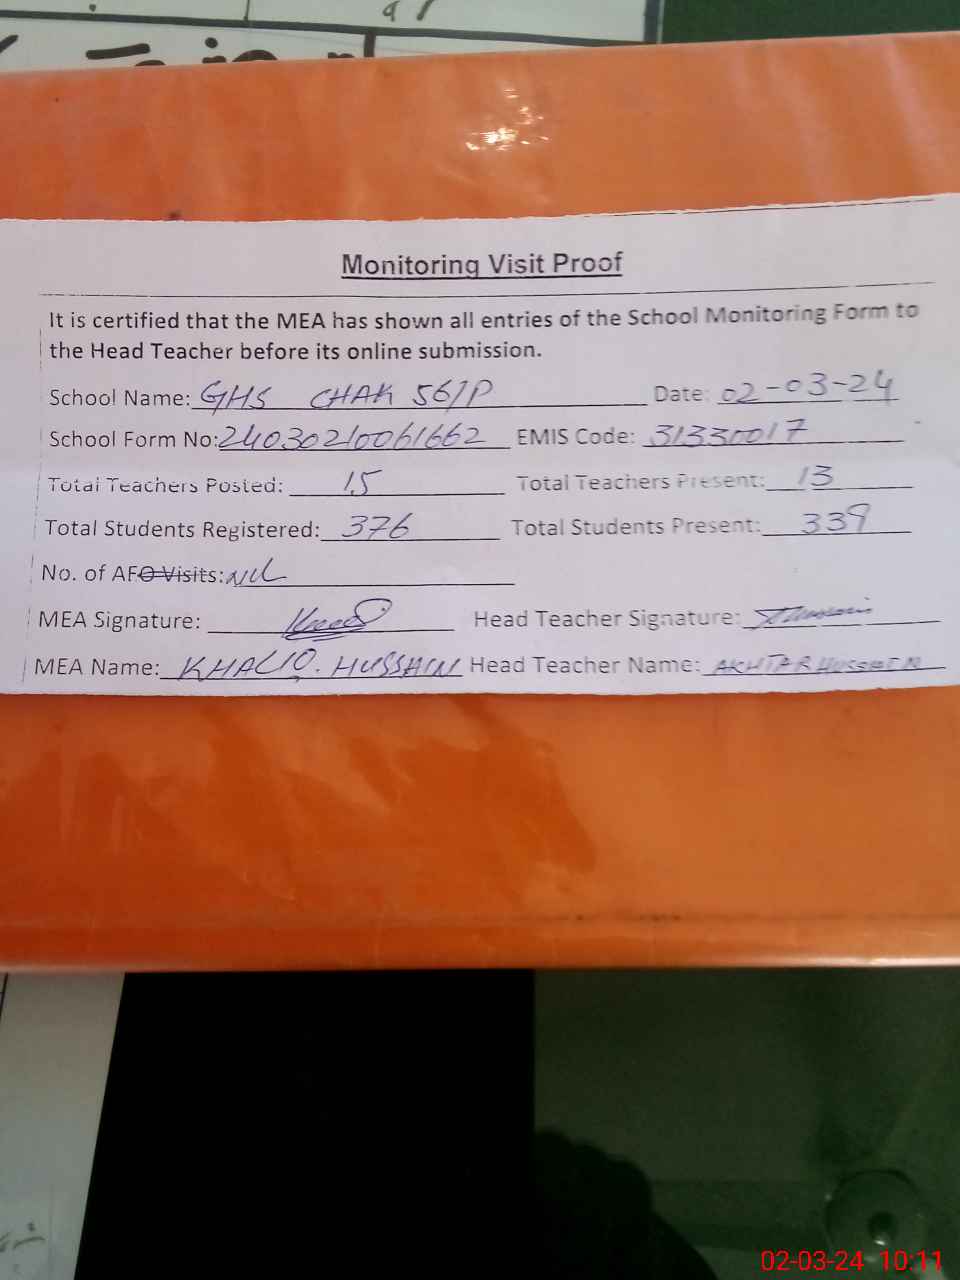 Monitoring Visit Proof
It is certified that the MEA has shown all entries of the School Monitoring Form to
the Head Teacher before its online submission.
School Name: GHS CHAK 56/P Date: 02-03-24
School Form No: 24030210061662 EMIS Code: 31330017
Total Teachers Posted: 15 Total Teachers Present: 13
Total Students Registered: 376 Total Students Present: 339
No. of AFO Visits: Nil
MEA Signature: Head Teacher Signature:
MEA Name: KHALID. HUSSAIN Head Teacher Name: AKHTAR HUSSAIN
02-03-24 10:11